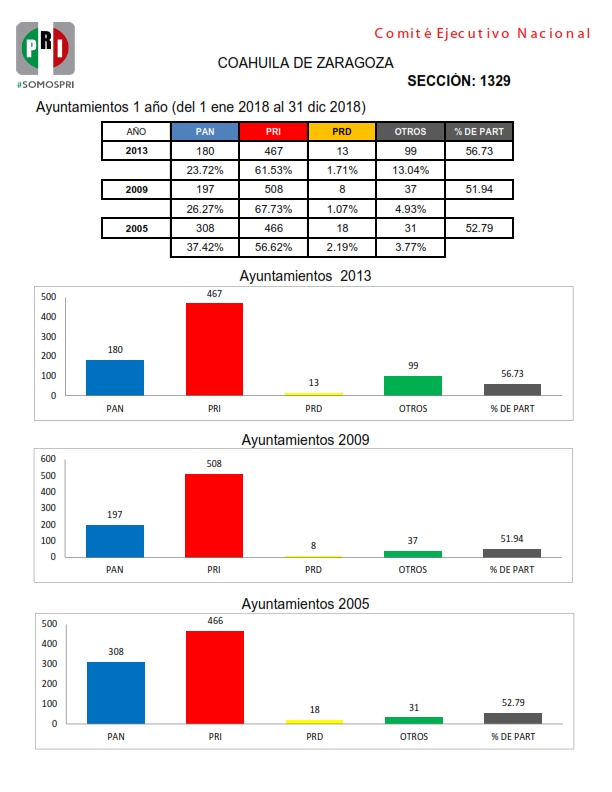 PRI
#SOMOSPRI
Comité Ejecutivo Nacional
COAHUILA DE ZARAGOZA
SECCIÓN: 1329
Ayuntamientos 1 año (del 1 ene 2018 al 31 dic 2018)
AÑO PAN PRI PRD OTROS % DE PART
2013 180 467 13 99 56.73
23.72% 61.53% 1.71% 13.04%
2009 197 508 8 37 51.94
26.27% 67.73% 1.07% 4.93%
2005 308 466 18 31 52.79
37.42% 56.62% 2.19% 3.77%
Ayuntamientos 2013
500
400
300
200
100
0
180 467 13 99 56.73
PAN PRI PRD OTROS % DE PART
Ayuntamientos 2009
600
500
400
300
200
100
0
197 508 8 37 51.94
PAN PRI PRD OTROS % DE PART
Ayuntamientos 2005
500
400
300
200
100
0
308 466 18 31 52.79
PAN PRI PRD OTROS % DE PART